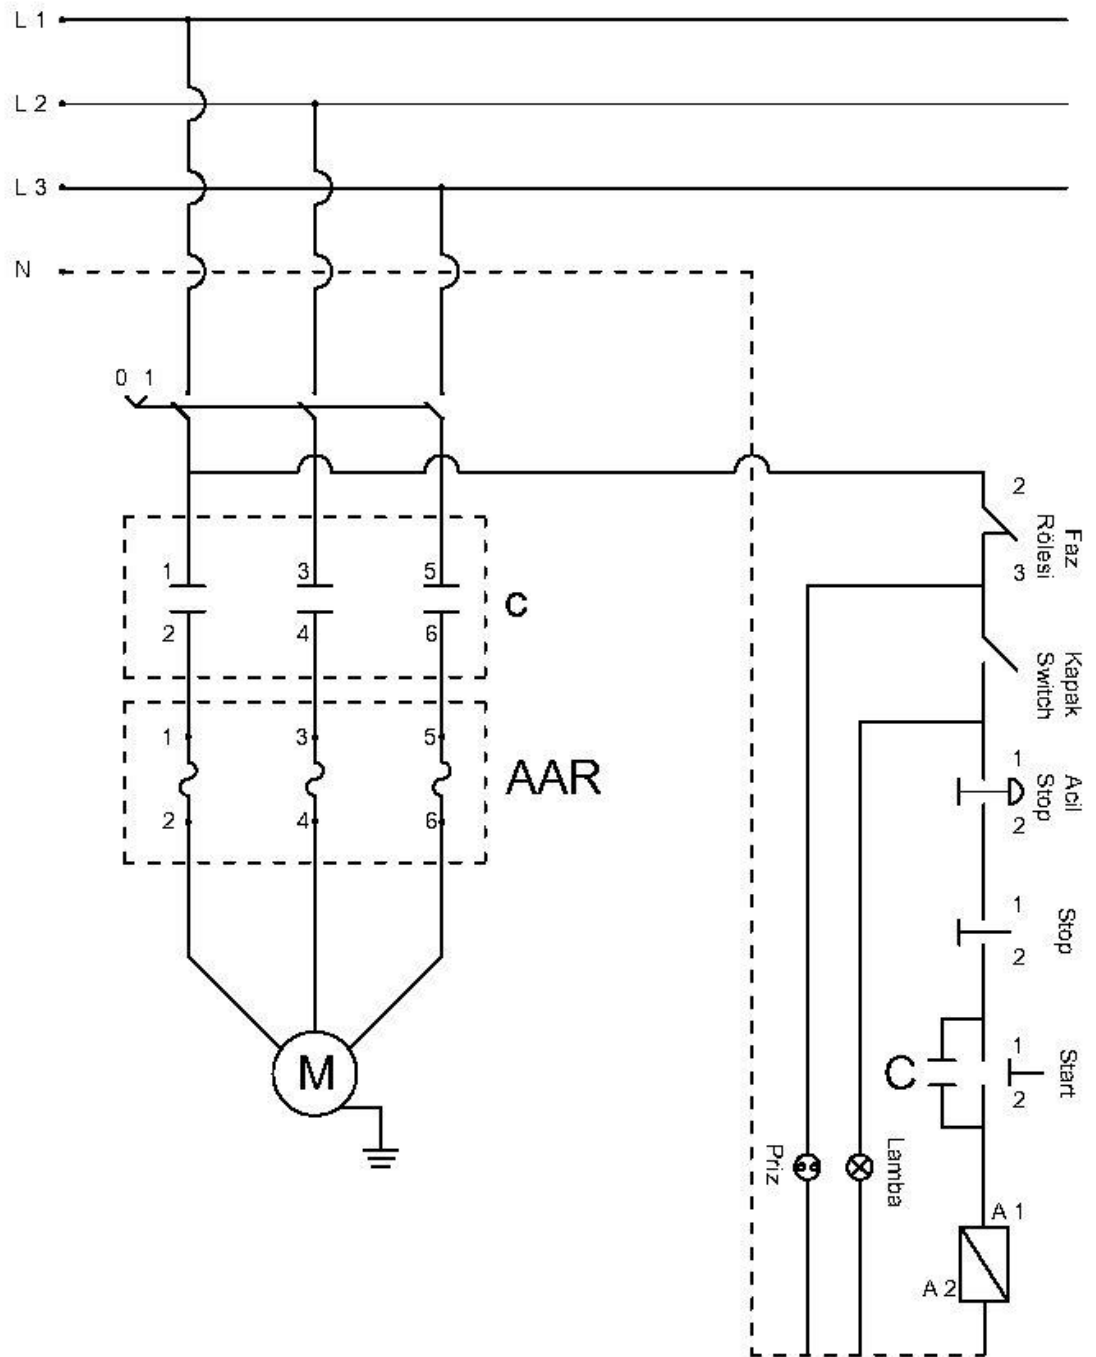 L 1
L 2
L 3
N
0 1
2
Faz
Rölesi
3
1 3 5
C
2 4 6
Kapak
Switch
1 3 5
AAR
2 4 6
1
Acil
Stop
2
1
Stop
2
M
C
1
Start
2
Priz
Lamba
A 1
A 2